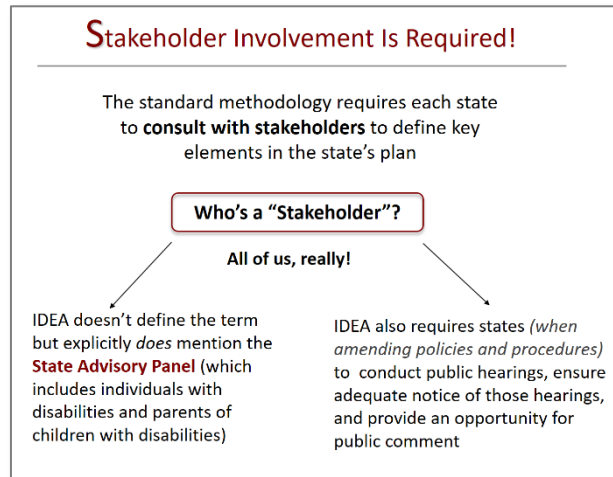 Stakeholder Involvement Is Required!
The standard methodology requires each state
to consult with stakeholders to define key
elements in the state's plan
Who's a “Stakeholder”?
All of us, really!
IDEA doesn't define the term
but explicitly does mention the
State Advisory Panel (which
includes individuals with
disabilities and parents of
children with disabilities)
IDEA also requires states (when
amending policies and procedures)
to conduct public hearings, ensure
adequate notice of those hearings,
and provide an opportunity for
public comment